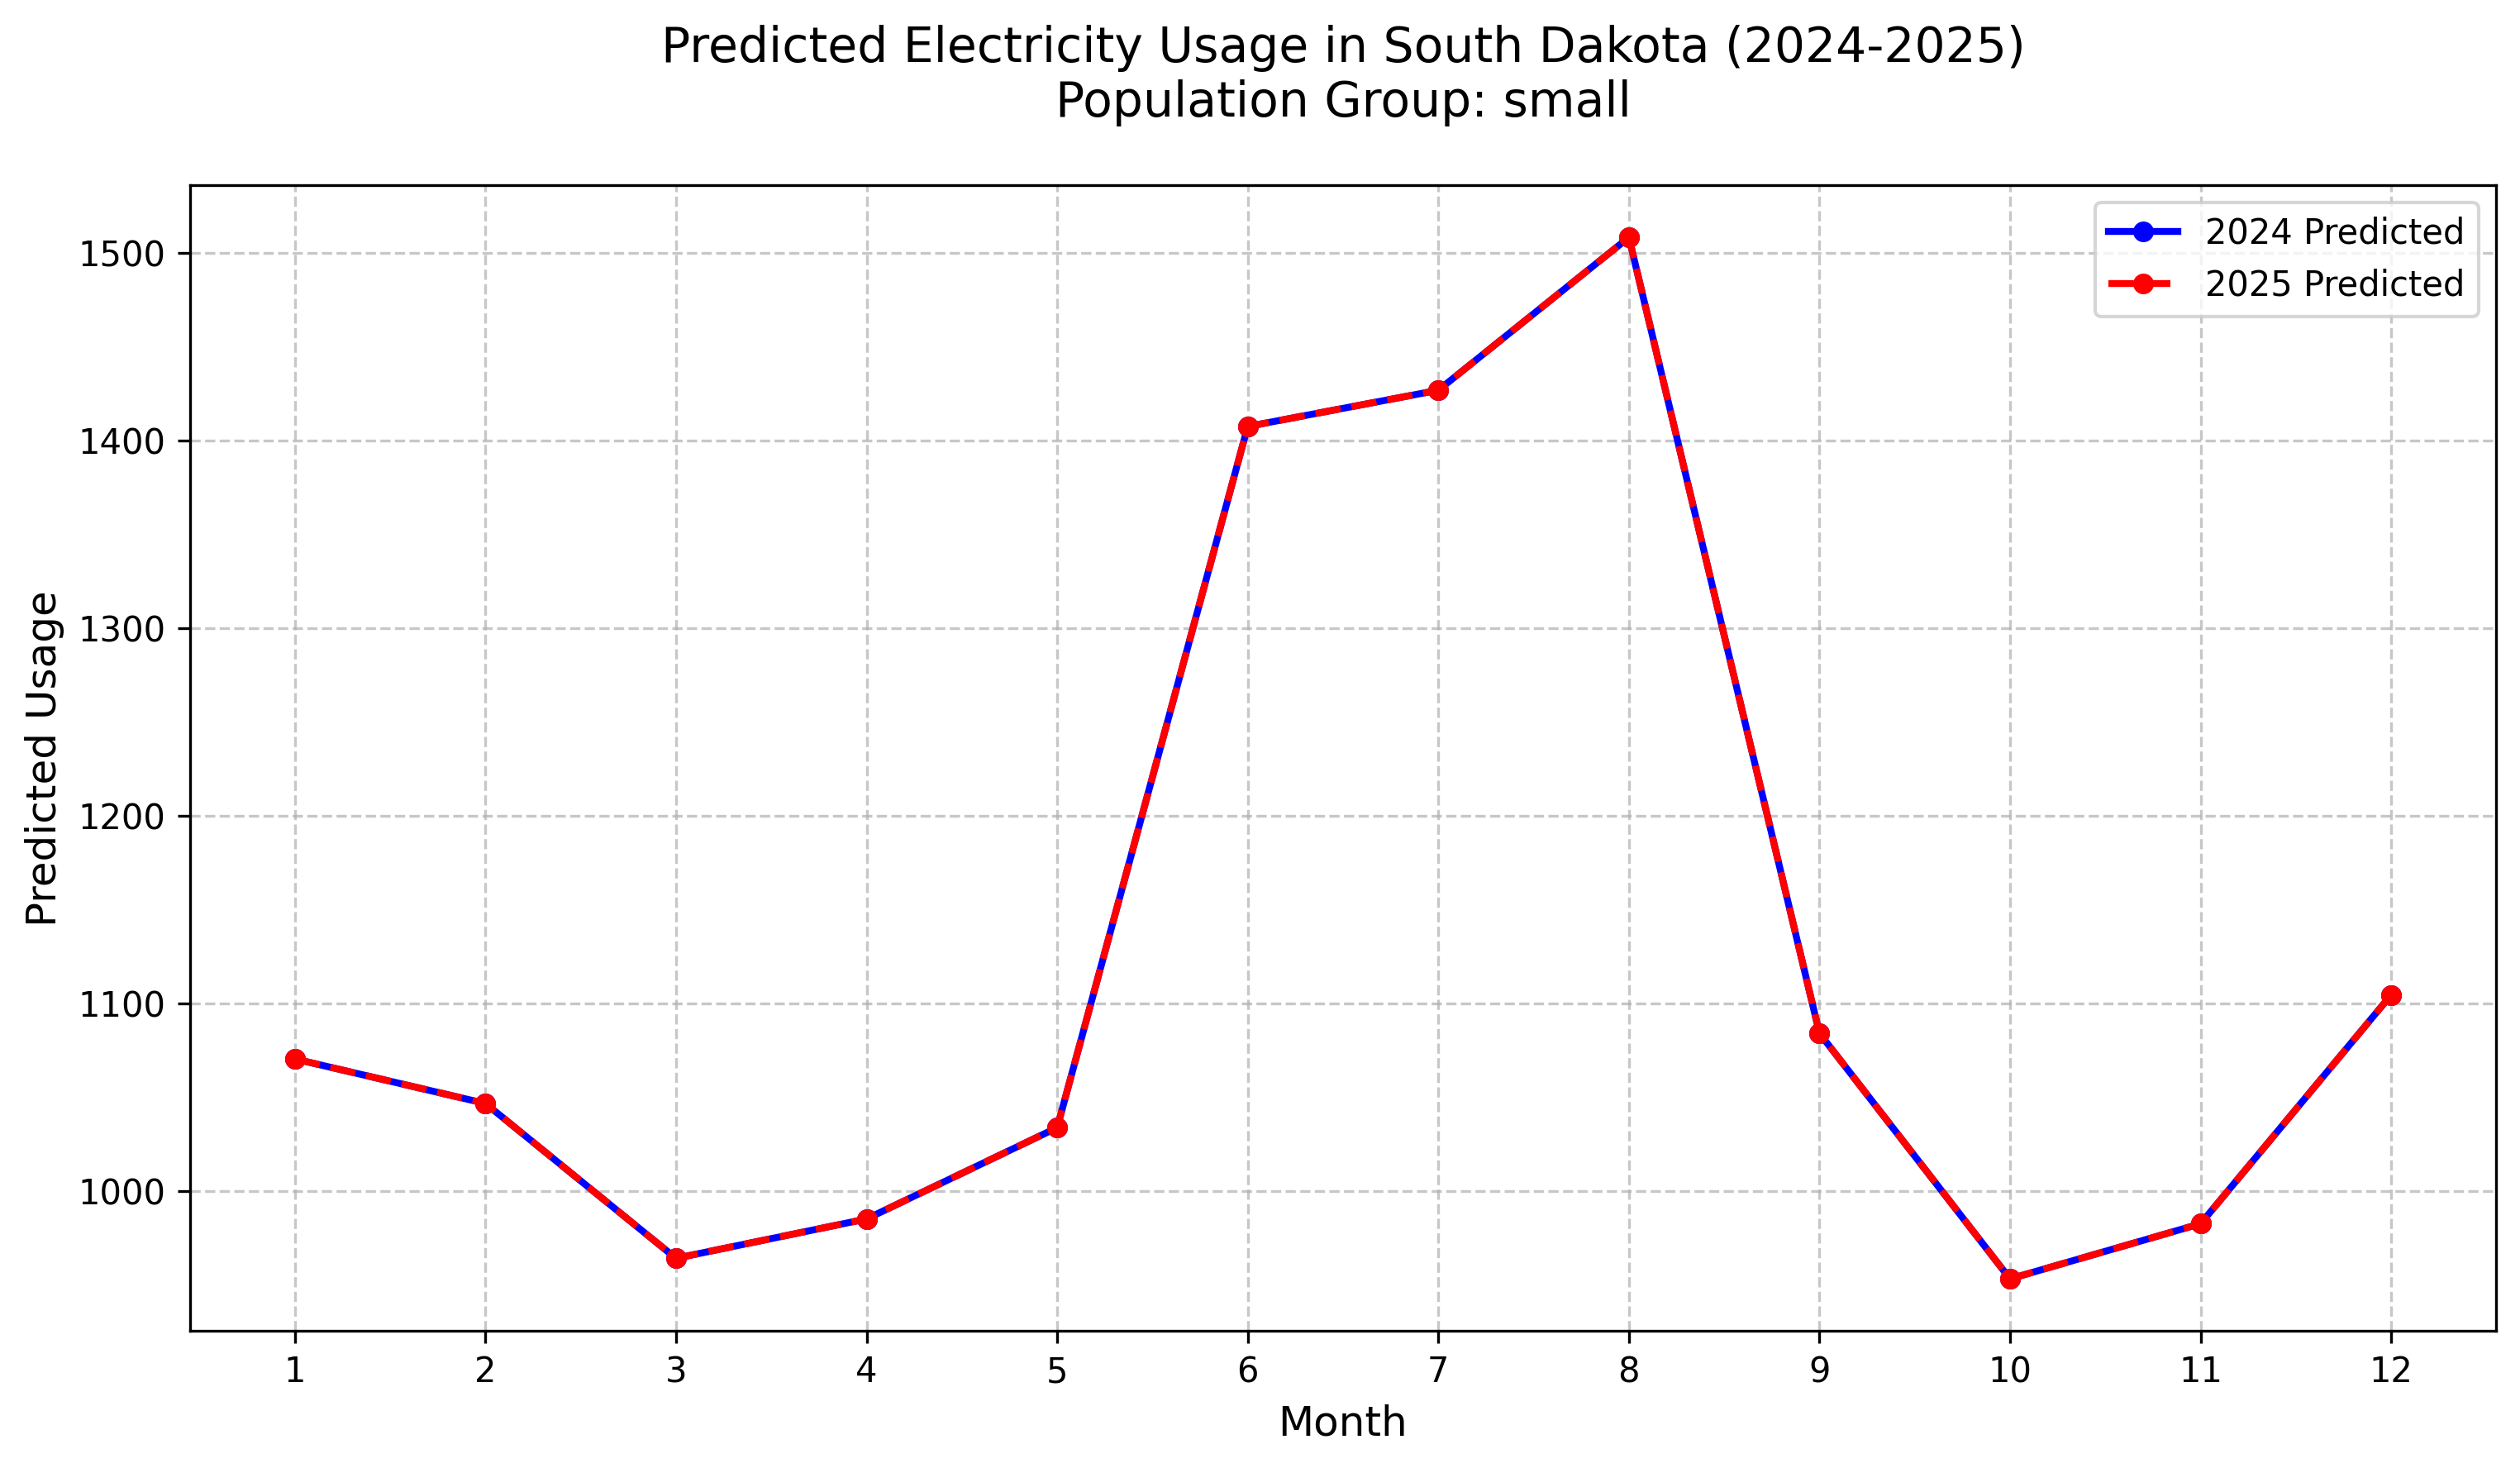 Predicted Electricity Usage in South Dakota (2024-2025)
Population Group: small
2024 Predicted
2025 Predicted
Predicted Usage
1500
1400
1300
1200
1100
1000
1 2 3 4 5 6 7 8 9 10 11 12
Month